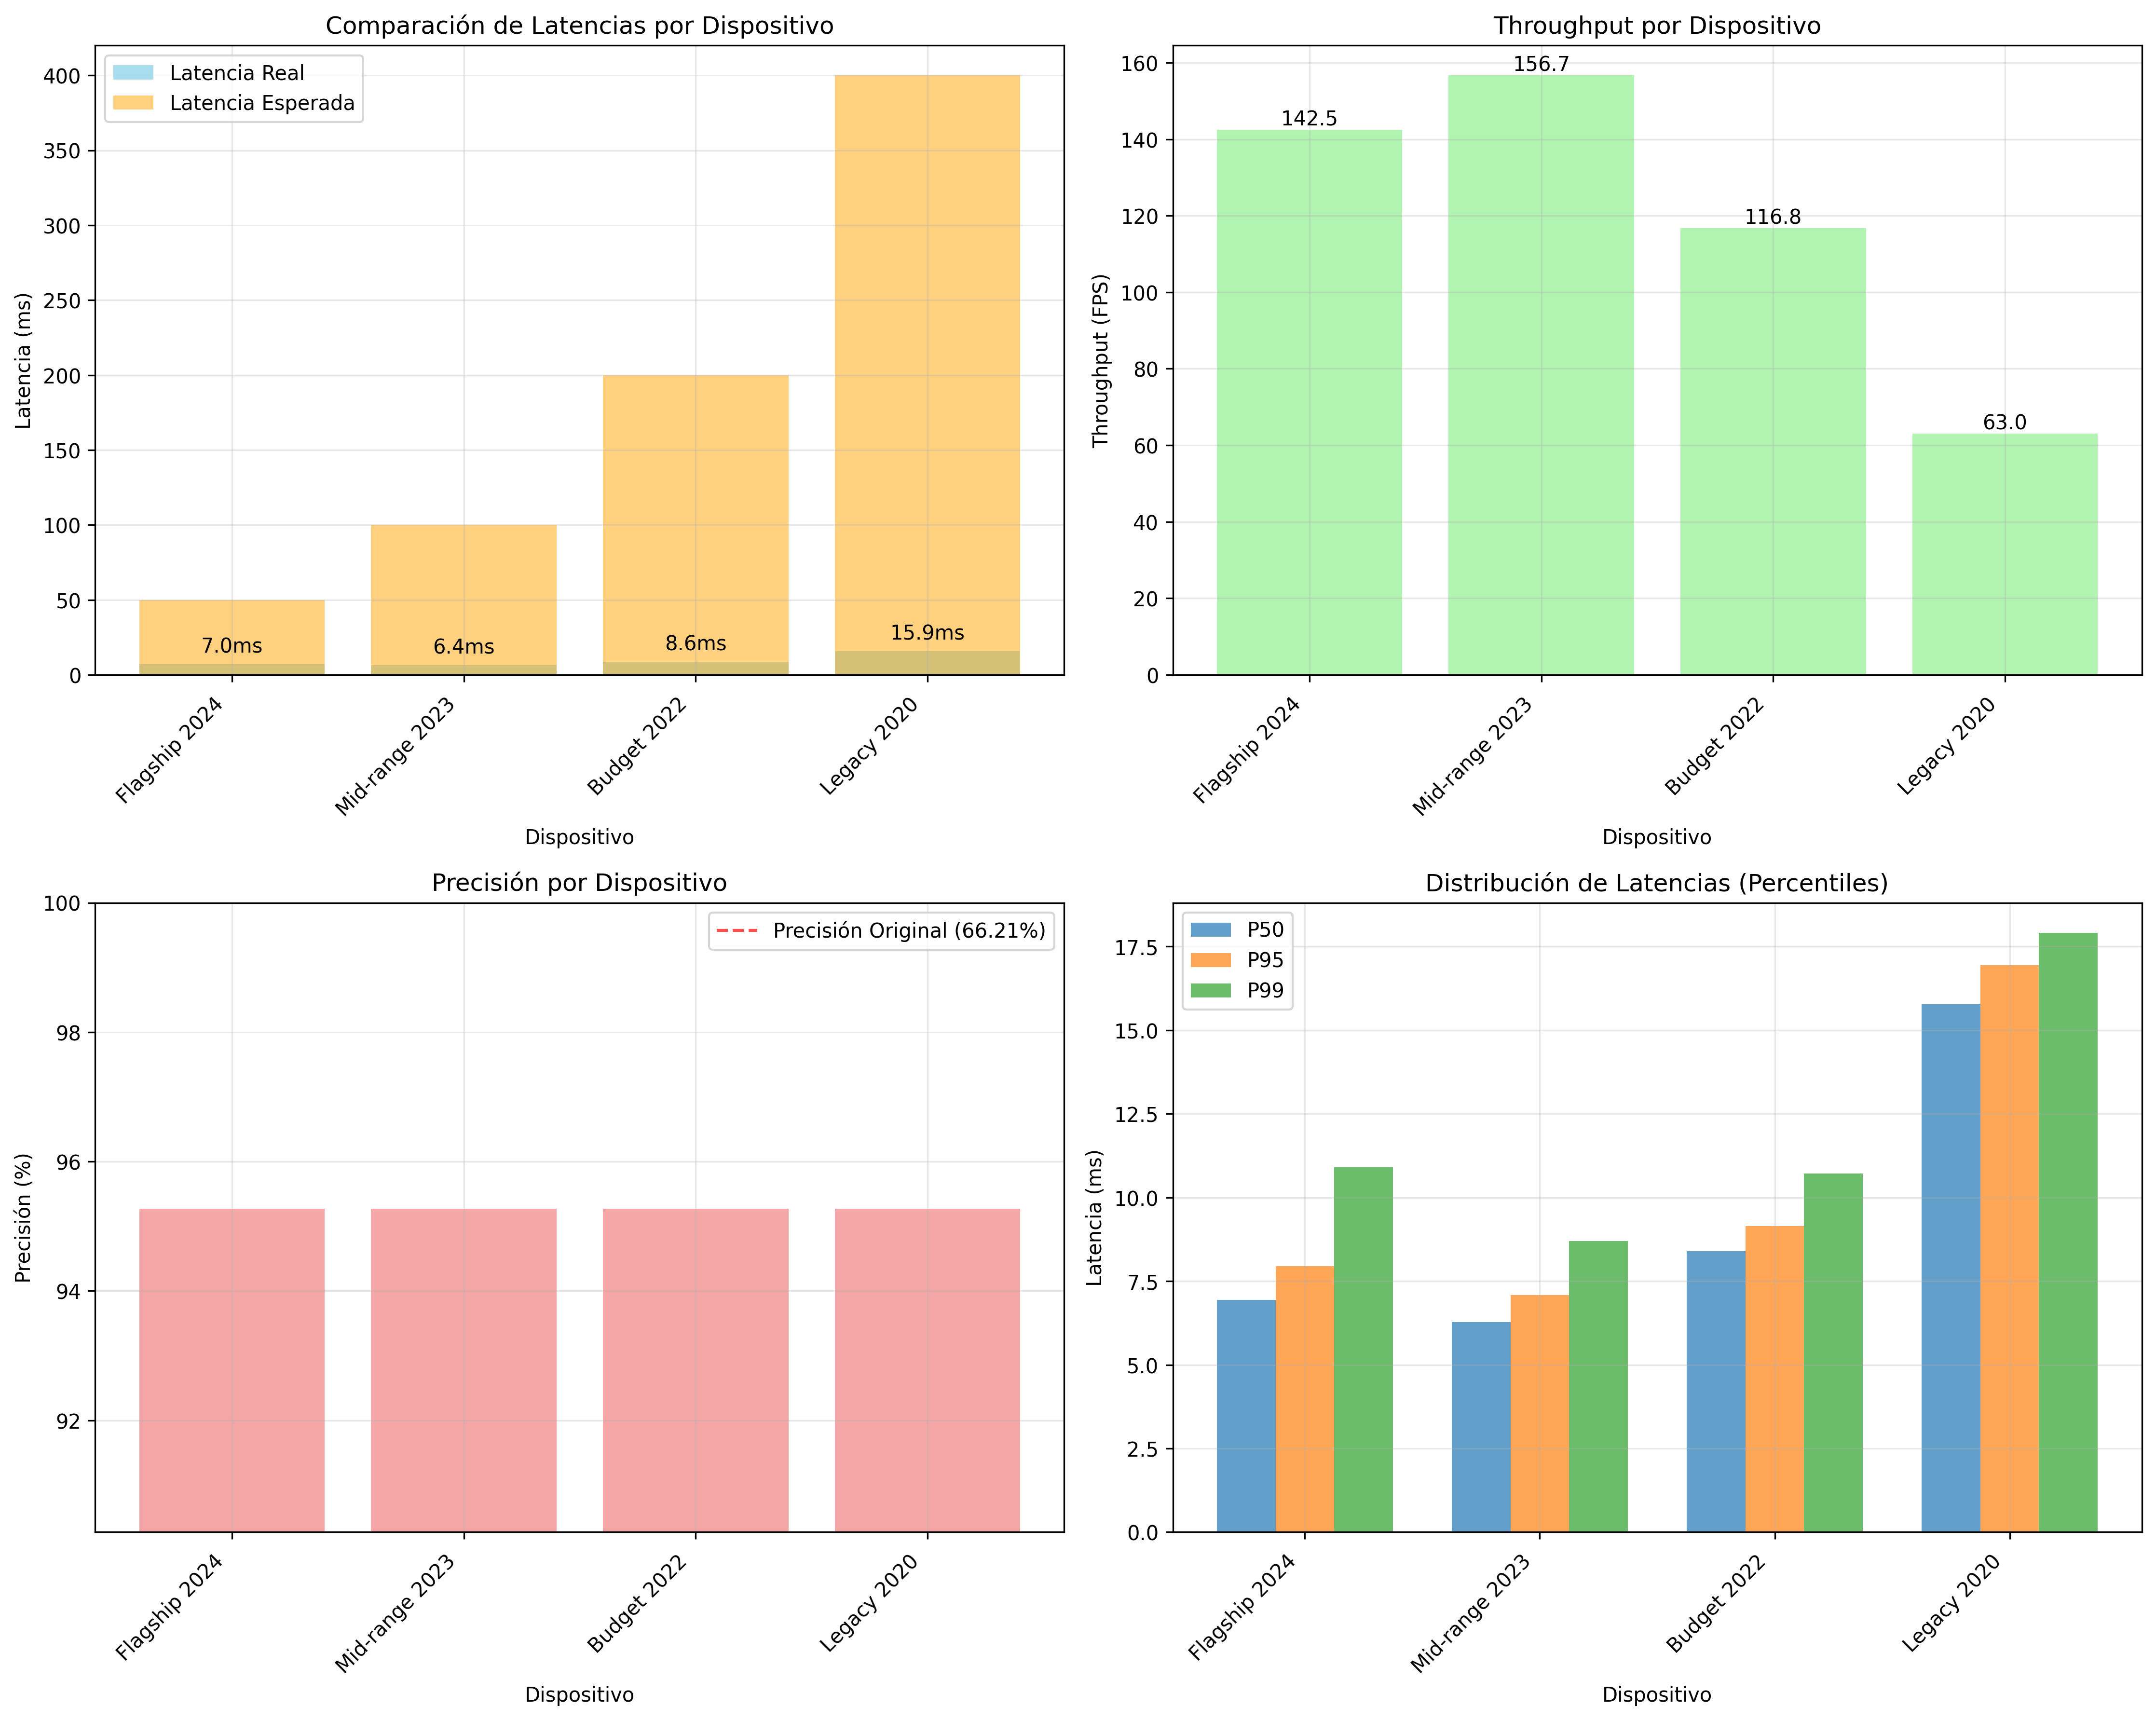 Comparación de Latencias por Dispositivo
Latencia Real
Latencia Esperada
Latencia (ms)
400
350
300
250
200
150
100
50
0
7.0ms
6.4ms
8.6ms
15.9ms
Flagship 2024
Mid-range 2023
Budget 2022
Legacy 2020
Dispositivo
Throughput por Dispositivo
Throughput (FPS)
160
140
120
100
80
60
40
20
0
142.5
156.7
116.8
63.0
Flagship 2024
Mid-range 2023
Budget 2022
Legacy 2020
Dispositivo
Precisión por Dispositivo
Precisión Original (66.21%)
Precisión (%)
100
98
96
94
92
Flagship 2024
Mid-range 2023
Budget 2022
Legacy 2020
Dispositivo
Distribución de Latencias (Percentiles)
P50
P95
P99
Latencia (ms)
17.5
15.0
12.5
10.0
7.5
5.0
2.5
0.0
Flagship 2024
Mid-range 2023
Budget 2022
Legacy 2020
Dispositivo